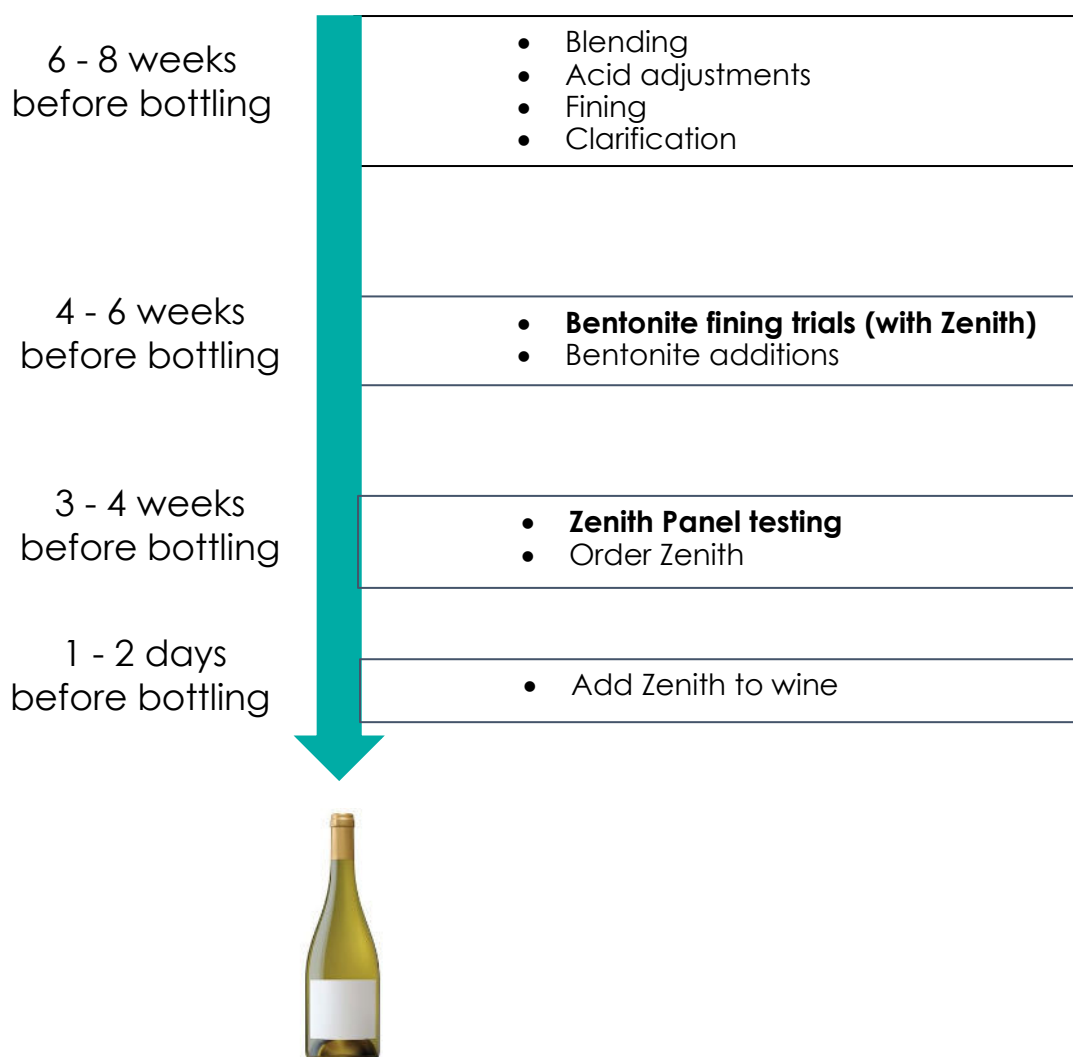 6 - 8 weeks
before bottling
• Blending
• Acid adjustments
• Fining
• Clarification
4 - 6 weeks
before bottling
• Bentonite fining trials (with Zenith)
• Bentonite additions
3 - 4 weeks
before bottling
• Zenith Panel testing
• Order Zenith
1 - 2 days
before bottling
• Add Zenith to wine